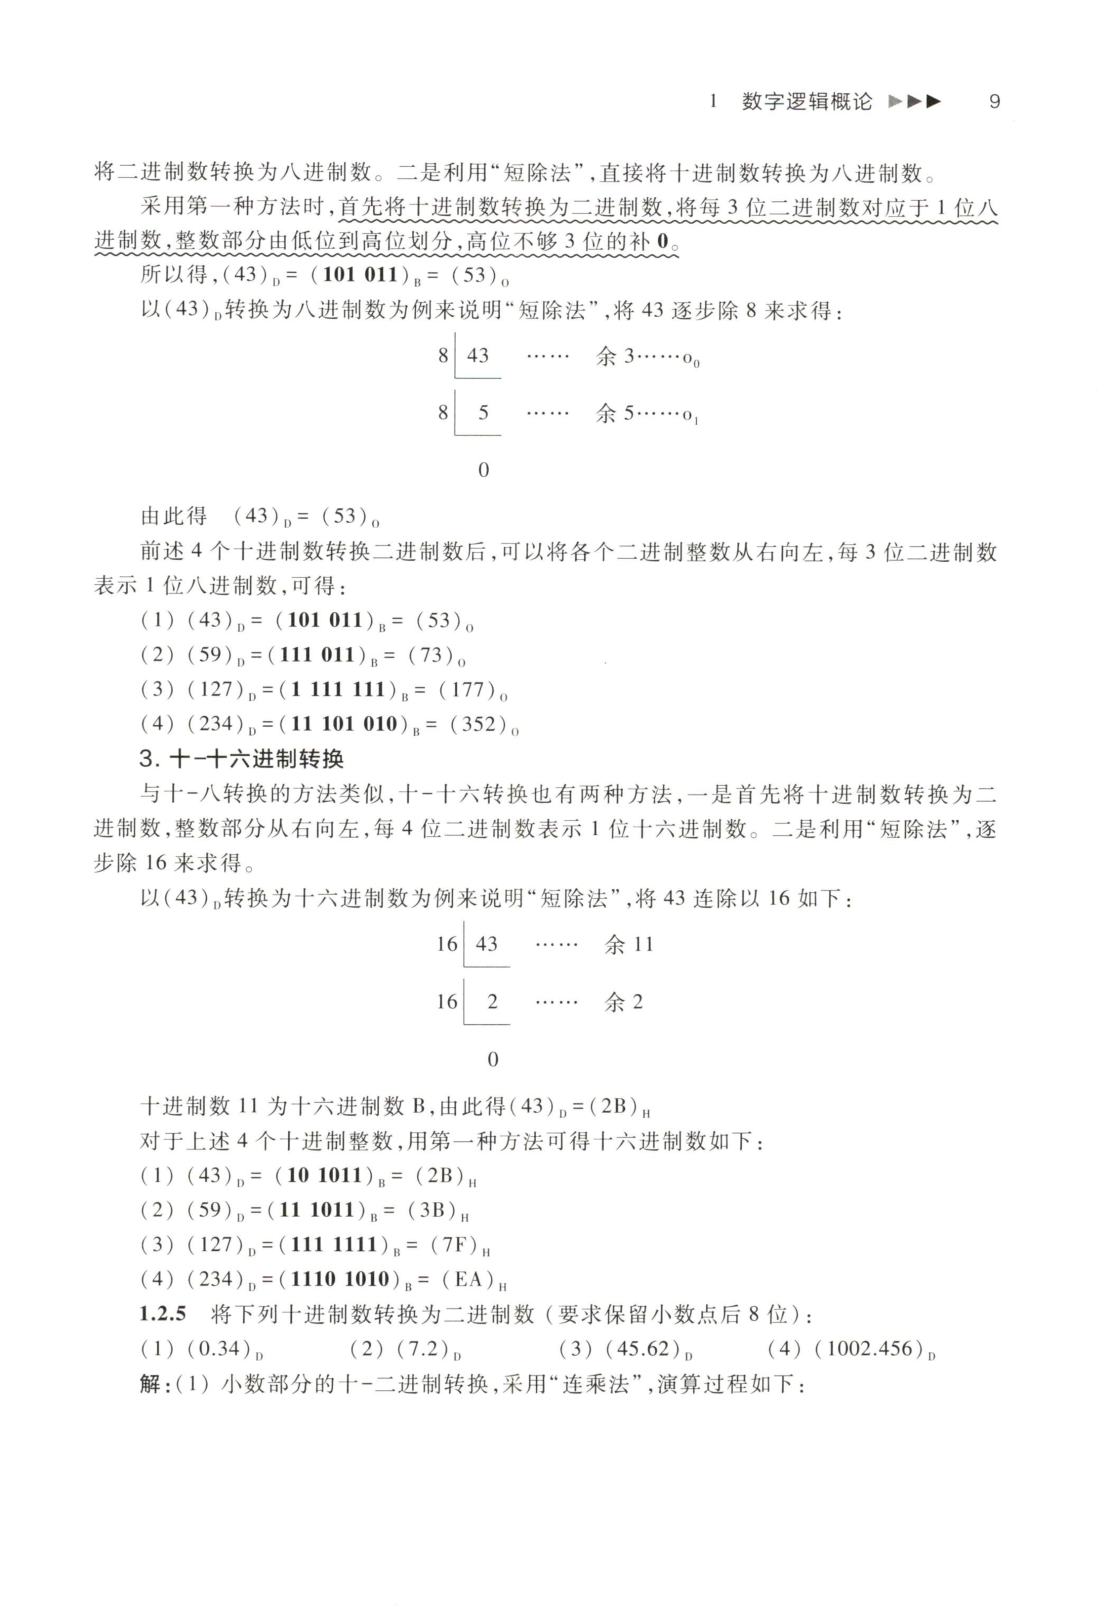 1 数字逻辑概论 ▶▶▶ 9
将二进制数转换为八进制数。二是利用“短除法”,直接将十进制数转换为八进制数。
采用第一种方法时,首先将十进制数转换为二进制数,将每 3 位二进制数对应于 1 位八
进制数,整数部分由低位到高位划分,高位不够 3 位的补 0。
所以得,(43)D = (101 011)B = (53)O
以(43)D转换为八进制数为例来说明“短除法”,将 43 逐步除 8 来求得:
8 43 …… 余 3……o0
8 5 …… 余 5……o1
0
由此得 (43)D = (53)O
前述 4 个十进制数转换二进制数后,可以将各个二进制整数从右向左,每 3 位二进制数
表示 1 位八进制数,可得:
(1) (43)D = (101 011)B = (53)O
(2) (59)D = (111 011)B = (73)O
(3) (127)D = (1 111 111)B = (177)O
(4) (234)D = (11 101 010)B = (352)O
3. 十-十六进制转换
与十-八转换的方法类似,十-十六转换也有两种方法,一是首先将十进制数转换为二
进制数,整数部分从右向左,每 4 位二进制数表示 1 位十六进制数。二是利用“短除法”,逐
步除 16 来求得。
以(43)D转换为十六进制数为例来说明“短除法”,将 43 连除以 16 如下:
16 43 …… 余 11
16 2 …… 余 2
0
十进制数 11 为十六进制数 B,由此得(43)D = (2B)H
对于上述 4 个十进制整数,用第一种方法可得十六进制数如下:
(1) (43)D = (10 1011)B = (2B)H
(2) (59)D = (11 1011)B = (3B)H
(3) (127)D = (111 1111)B = (7F)H
(4) (234)D = (1110 1010)B = (EA)H
1.2.5 将下列十进制数转换为二进制数(要求保留小数点后 8 位):
(1) (0.34)D (2) (7.2)D (3) (45.62)D (4) (1002.456)D
解:(1) 小数部分的十-二进制转换,采用“连乘法”,演算过程如下: